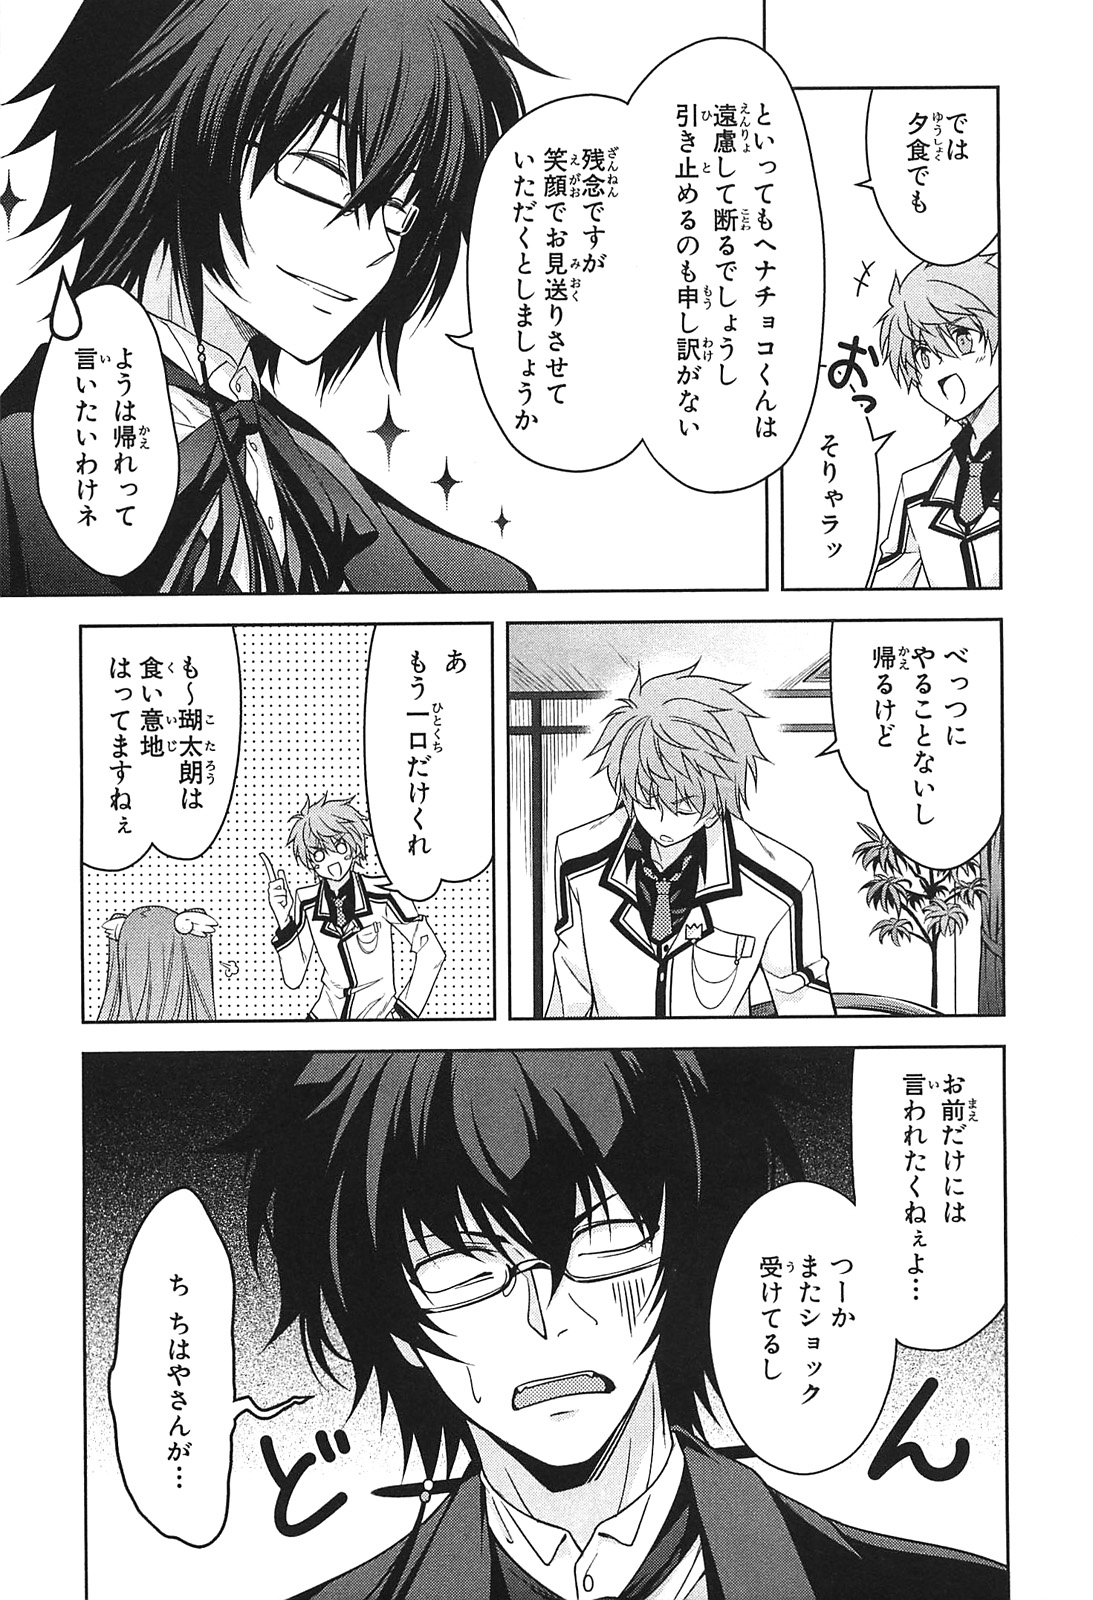 では
夕食でも
おっ
そりゃラッ
といってもヘナチョコくんは
遠慮して断るでしょうし
引き止めるのも申し訳がない
残念ですが
笑顔でお見送りさせて
いただくとしましょうか
ようは帰れって
言いたいわけネ
べっつに
やることないし
帰るけど
あ
もう一口だけくれ
も～瑚太朗は
食い意地
はってますねぇ
お前だけには
言われたくねぇよ…
つーか
またショック
受けてるし
ち ちはやさんが…
どーん